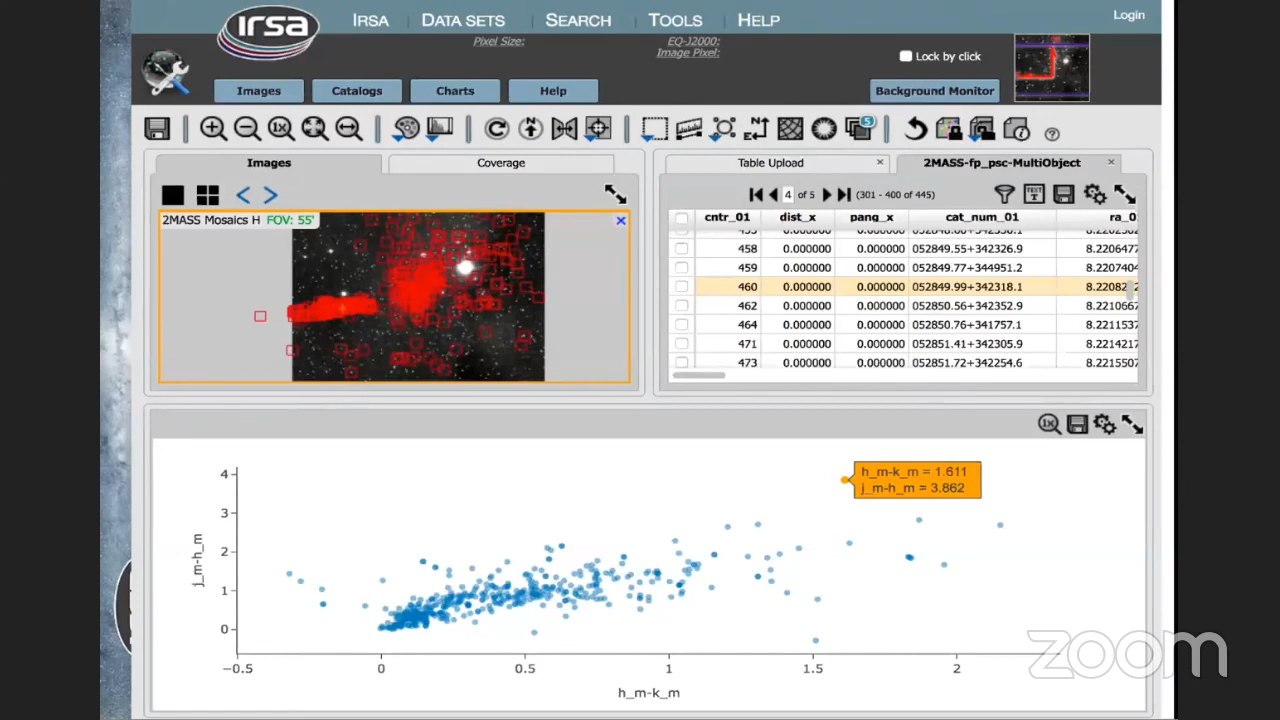 IRSA
DATA SETS
SEARCH
TOOLS
HELP
Login
IRSA
Pixel Size:
EQ-J2000:
Image Pixel:
Lock by click
Images
Catalogs
Charts
Help
Background Monitor
Images
Coverage
Table Upload
2MASS-fp_psc-MultiObject
4 of 5
(301 - 400 of 445)
2MASS Mosaics H FOV: 55'
cntr_01 dist_x pang_x cat_num_01 ra_0
458 0.000000 0.000000 052849.55+342326.9 8.2206477
459 0.000000 0.000000 052849.77+344951.2 8.2207404
460 0.000000 0.000000 052849.99+342318.1
462 0.000000 0.000000 052850.56+342352.9 8.2210667
464 0.000000 0.000000 052850.76+341757.1 8.2211537
471 0.000000 0.000000 052851.41+342305.9 8.2214217
473 0.000000 0.000000 052851.72+342254.6 8.2215507
h_m-k_m = 1.611
j_m-h_m = 3.862
4
3
2
1
0
j_m-h_m
−0.5
0
0.5
1
1.5
2
h_m-k_m
zoom